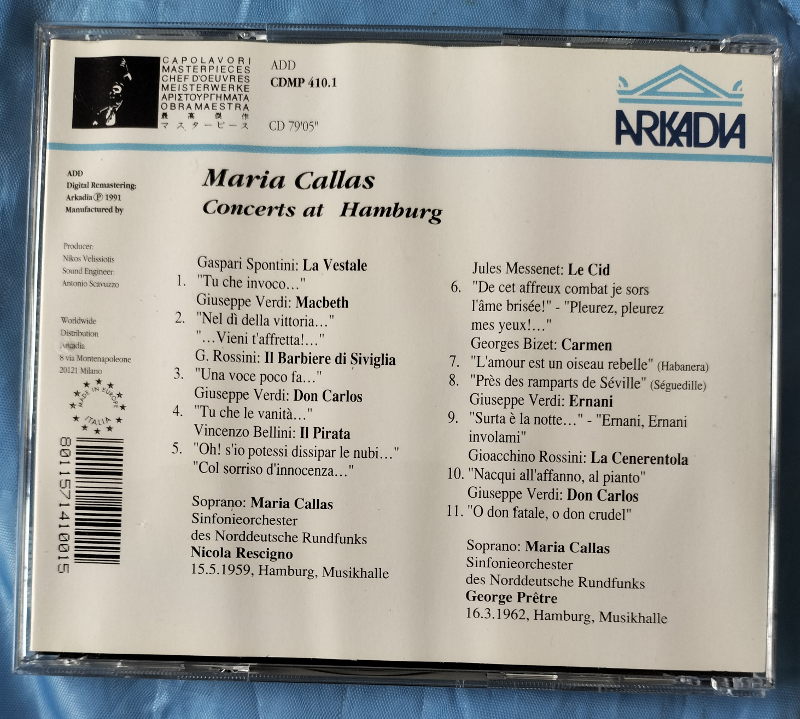 CAPOLAVORI
MASTERPIECES
CHEF D'OEUVRES
MEISTERWERKE
ΑΡΙΣΤΟΥΡΓΗΜΑΤΑ
OBRAMAESTRA
最高傑作
マスターピース
ADD
CDMP 410.1
CD 79'05"
ARKADIA
ADD
Digital Remastering:
Arkadia Ⓟ 1991
Manufactured by
Producer:
Nikos Velissiotis
Sound Engineer:
Antonio Scavuzzo
Worldwide
Distribution
Arkadia
8 via Montenapoleone
20121 Milano
MADE IN EUROPE
ITALIA
8011571410015
Maria Callas
Concerts at Hamburg
Gaspari Spontini: La Vestale
1. "Tu che invoco..."
Giuseppe Verdi: Macbeth
2. "Nel dì della vittoria..."
"...Vieni t'affretta!..."
G. Rossini: Il Barbiere di Siviglia
3. "Una voce poco fa..."
Giuseppe Verdi: Don Carlos
4. "Tu che le vanità..."
Vincenzo Bellini: Il Pirata
5. "Oh! s'io potessi dissipar le nubi..."
"Col sorriso d'innocenza..."
Soprano: Maria Callas
Sinfonieorchester
des Norddeutsche Rundfunks
Nicola Rescigno
15.5.1959, Hamburg, Musikhalle
Jules Messenet: Le Cid
6. "De cet affreux combat je sors
l'âme brisée!" - "Pleurez, pleurez
mes yeux!..."
Georges Bizet: Carmen
7. "L'amour est un oiseau rebelle" (Habanera)
8. "Près des ramparts de Séville" (Séguedille)
Giuseppe Verdi: Ernani
9. "Surta è la notte..." - "Ernani, Ernani
involami"
Gioacchino Rossini: La Cenerentola
10. "Nacqui all'affanno, al pianto"
Giuseppe Verdi: Don Carlos
11. "O don fatale, o don crudel"
Soprano: Maria Callas
Sinfonieorchester
des Norddeutsche Rundfunks
George Prêtre
16.3.1962, Hamburg, Musikhalle